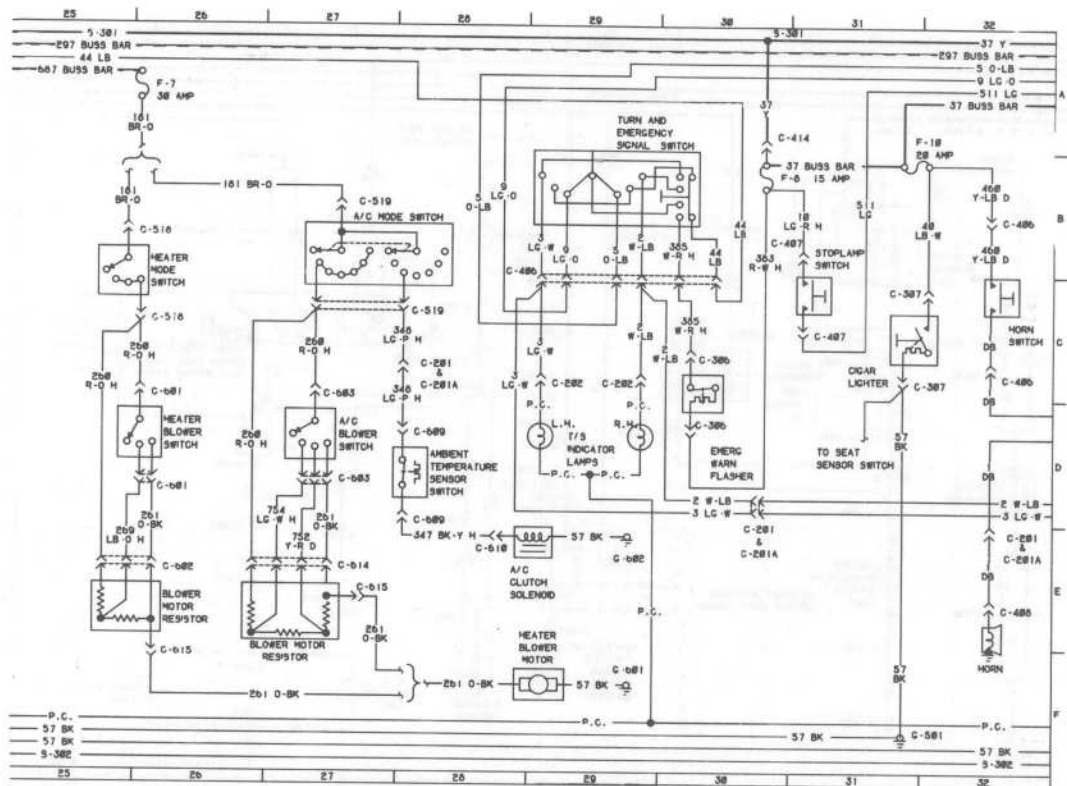 25 26 27 28 29 30 31 32
S-301
S-301
37 Y
297 BUSS BAR
297 BUSS BAR
44 LB
5 O-LB
687 BUSS BAR
9 LG-O
511 LG
37 BUSS BAR
A
F-7
30 AMP
181
BR-O
37
Y
C-414
TURN AND
EMERGENCY
SIGNAL SWITCH
37 BUSS BAR
F-8 15 AMP
F-10
20 AMP
B
181
BR-O
181 BR-O
C-519
A/C MODE SWITCH
5
O-LB
9
LG-O
44
LB
10
LG-R H
511
LG
40
LB-W
460
Y-LB D
C-406
C-518
HEATER
MODE
SWITCH
3
LG-W
9
LG-O
5
O-LB
2
W-LB
385
W-R H
44
LB
383
R-W H
C-407
STOPLAMP
SWITCH
460
Y-LB D
C-406
C-518
C-519
260
R-O H
260
R-O H
348
LG-P H
C-201
&
C-201A
348
LG-P H
3
LG-W
3
LG-W
2
W-LB
2
W-LB
385
W-R H
C-306
C-407
C-307
HORN
SWITCH
C
DB
CIGAR
LIGHTER
C-307
C-406
DB
260
R-O H
C-601
C-603
C-202
C-202
P.C.
P.C.
HEATER
BLOWER
SWITCH
260
R-O H
A/C
BLOWER
SWITCH
C-609
L.H.
R.H.
T/S
INDICATOR
LAMPS
C-306
57
BK
D
TO SEAT
SENSOR SWITCH
AMBIENT
TEMPERATURE
SENSOR
SWITCH
EMERG
WARN
FLASHER
P.C.
P.C.
DB
C-601
C-603
269
LB-O H
261
O-BK
754
LG-W H
752
Y-R D
261
O-BK
C-609
2 W-LB
2 W-LB
3 LG-W
3 LG-W
C-201
&
C-201A
C-201
&
C-201A
347 BK-Y H
C-610
57 BK
G-602
A/C
CLUTCH
SOLENOID
C-602
C-614
C-615
DB
E
BLOWER
MOTOR
RESISTOR
BLOWER MOTOR
RESISTOR
261
O-BK
P.C.
C-408
HORN
C-615
HEATER
BLOWER
MOTOR
G-601
261 O-BK
261 O-BK
57 BK
57
BK
F
P.C.
P.C.
P.C.
57 BK
57 BK
G-501
57 BK
57 BK
S-302
S-302
25 26 27 28 29 30 31 32